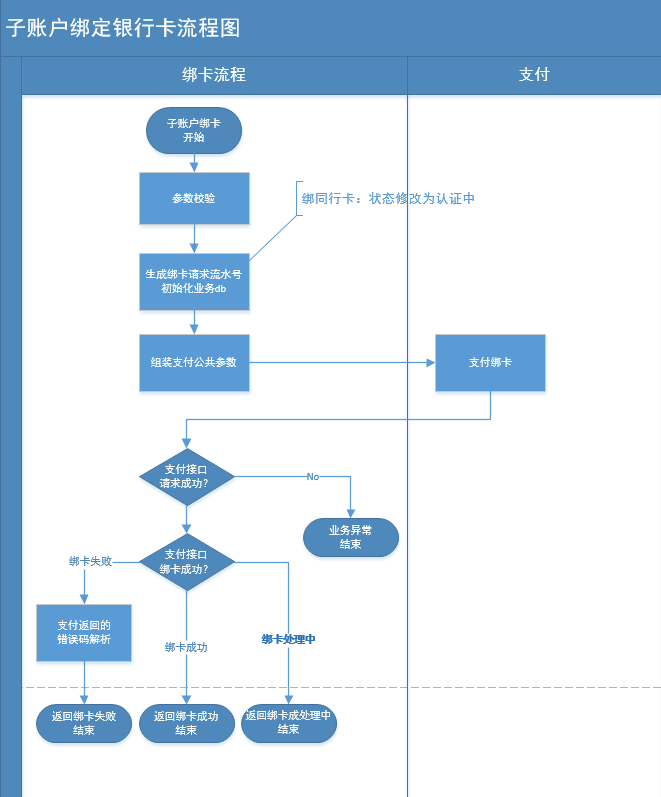 子账户绑定银行卡流程图
绑卡流程
支付
子账户绑卡
开始
参数校验
绑同行卡：状态修改为认证中
生成绑卡请求流水号
初始化业务db
组装支付公共参数
支付绑卡
支付接口
请求成功?
No
业务异常
结束
支付接口
绑卡成功?
绑卡失败
支付返回的
错误码解析
绑卡成功
绑卡处理中
返回绑卡失败
结束
返回绑卡成功
结束
返回绑卡成处理中
结束